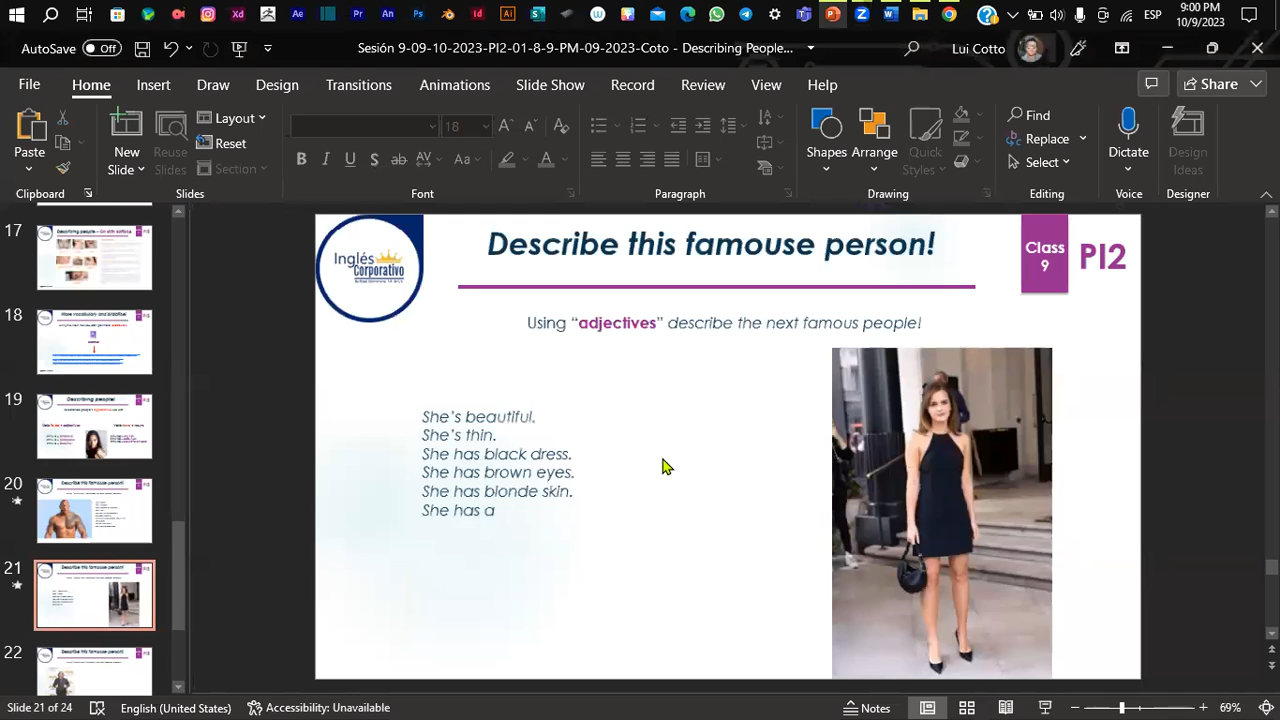 9:00 PM
ESP
10/9/2023
AutoSave Off
Sesión 9-09-10-2023-PI2-01-8-9-PM-09-2023-Coto - Describing People...
Lui Cotto
File Home Insert Draw Design Transitions Animations Slide Show Record Review View Help
Share
Paste
New Slide
Reuse Slides
Layout
Reset
Section
18
Shapes
Arrange
Quick Styles
Find
Replace
Select
Dictate
Design Ideas
Clipboard Slides Font Paragraph Drawing Editing Voice Designer
17
18
19
20
21
22
Inglés
Corporativo
Describe this famouse person!
Class
9
PI2
Using “adjectives” describe the next famous people!
She’s beautiful.
She’s thin.
She has black dress.
She has brown eyes.
She has blonde skin.
She has a
Slide 21 of 24
English (United States)
Accessibility: Unavailable
Notes
69%